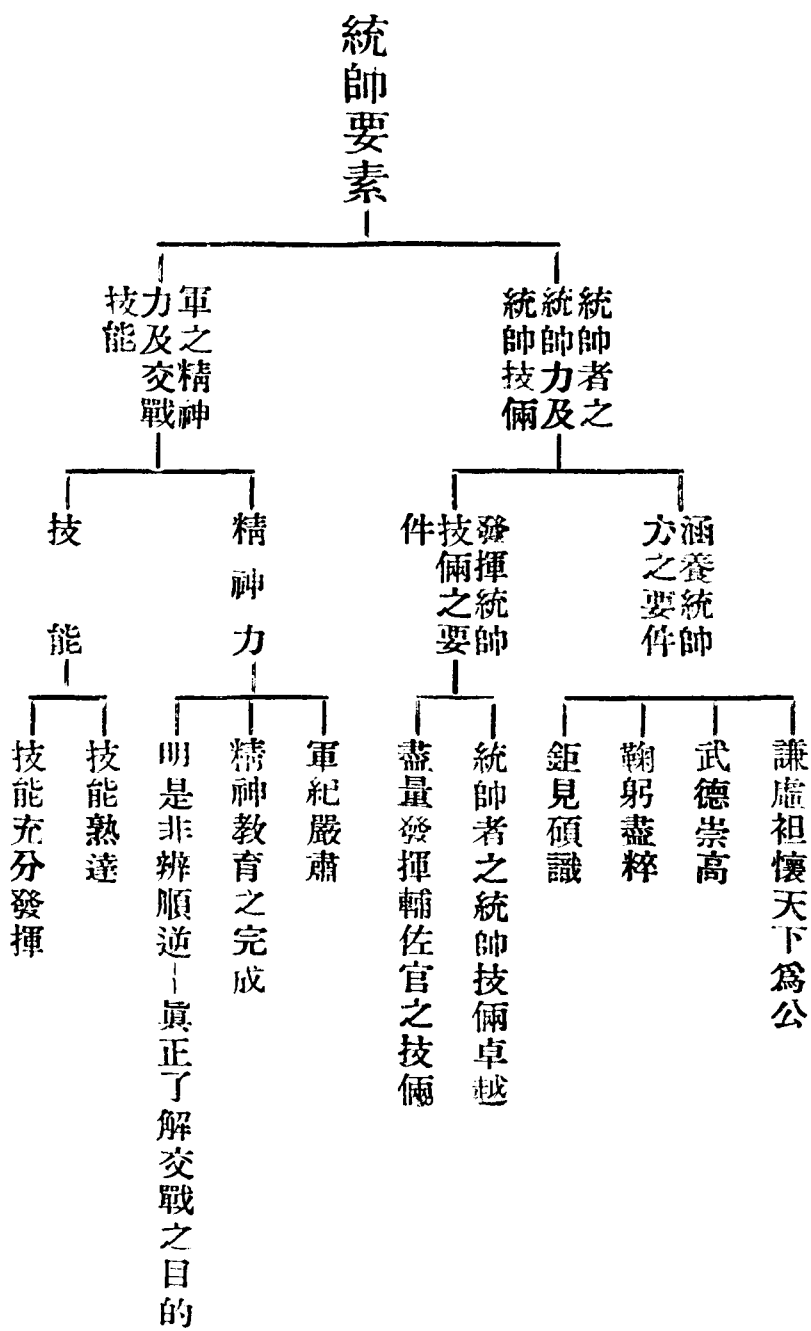 統帥要素
統帥者之
統帥力及
統帥技倆
軍之精神
力及交戰
技能
涵養統帥
力之要件
發揮統帥
技倆之要
件
精神力
技能
謙虛袒懷天下爲公
武德崇高
鞠躬盡粹
鉅見碩識
統帥者之統帥技倆卓越
盡量發揮輔佐官之技倆
軍紀嚴肅
精神教育之完成
明是非辨順逆—眞正了解交戰之目的
技能熟達
技能充分發揮